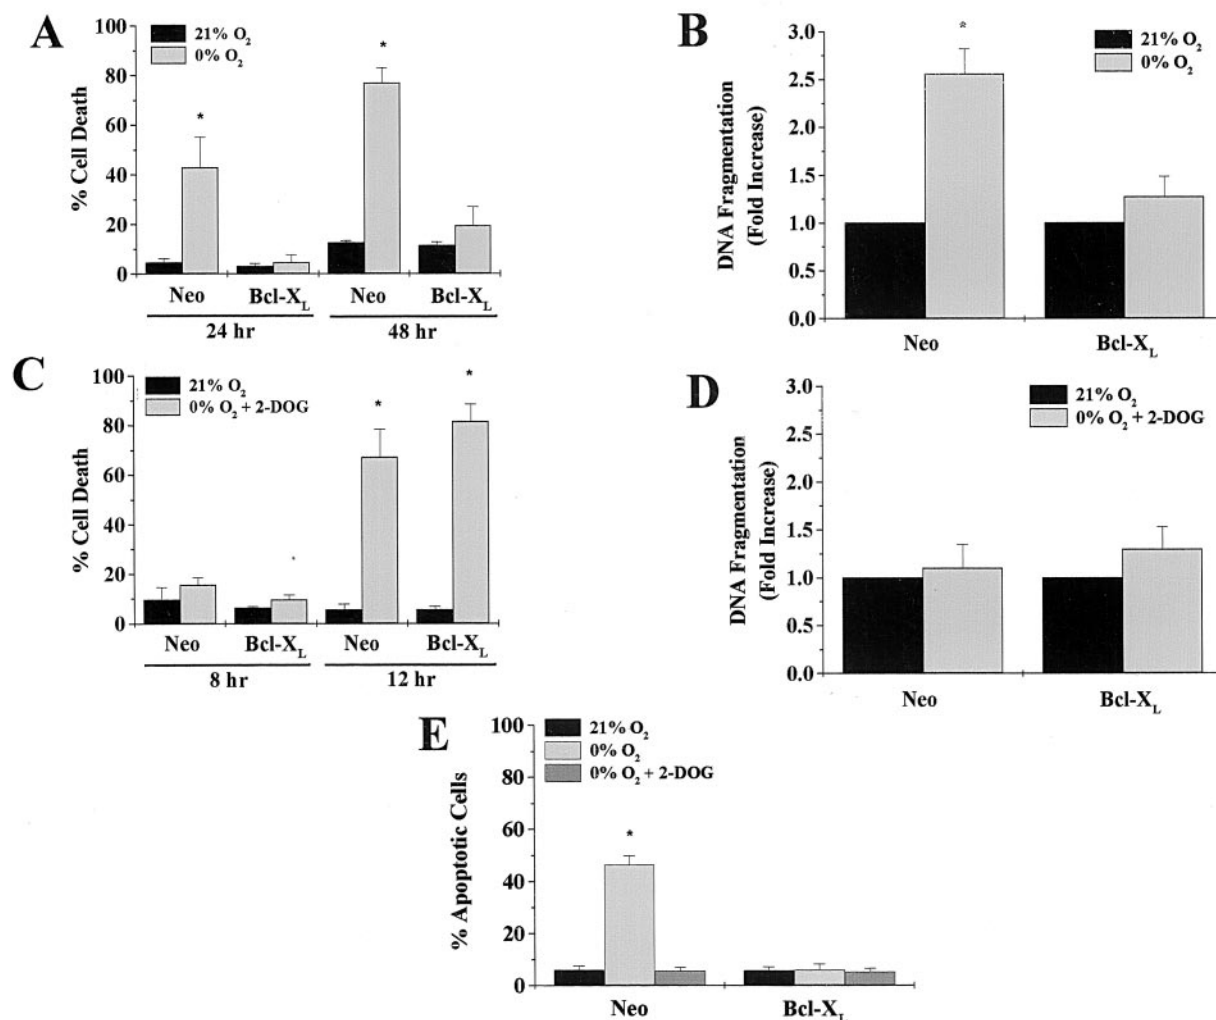 A
21% O2
0% O2
% Cell Death
100
80
60
40
20
0
*
*
Neo
Bcl-XL
Neo
Bcl-XL
24 hr
48 hr
B
21% O2
0% O2
DNA Fragmentation
(Fold Increase)
3.0
2.5
2.0
1.5
1.0
0.5
0.0
*
Neo
Bcl-XL
C
21% O2
0% O2 + 2-DOG
% Cell Death
100
80
60
40
20
0
*
*
Neo
Bcl-XL
Neo
Bcl-XL
8 hr
12 hr
D
21% O2
0% O2 + 2-DOG
DNA Fragmentation
(Fold Increase)
3.0
2.5
2.0
1.5
1.0
0.5
0.0
Neo
Bcl-XL
E
21% O2
0% O2
0% O2 + 2-DOG
% Apoptotic Cells
100
80
60
40
20
0
*
Neo
Bcl-XL